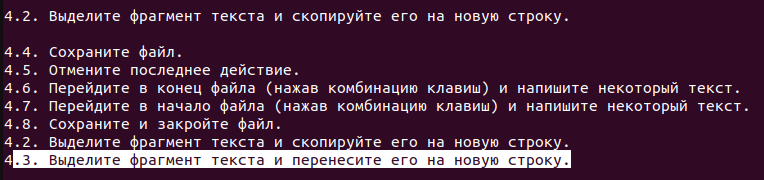 4.2. Выделите фрагмент текста и скопируйте его на новую строку.
4.4. Сохраните файл.
4.5. Отмените последнее действие.
4.6. Перейдите в конец файла (нажав комбинацию клавиш) и напишите некоторый текст.
4.7. Перейдите в начало файла (нажав комбинацию клавиш) и напишите некоторый текст.
4.8. Сохраните и закройте файл.
4.2. Выделите фрагмент текста и скопируйте его на новую строку.
4.3. Выделите фрагмент текста и перенесите его на новую строку.